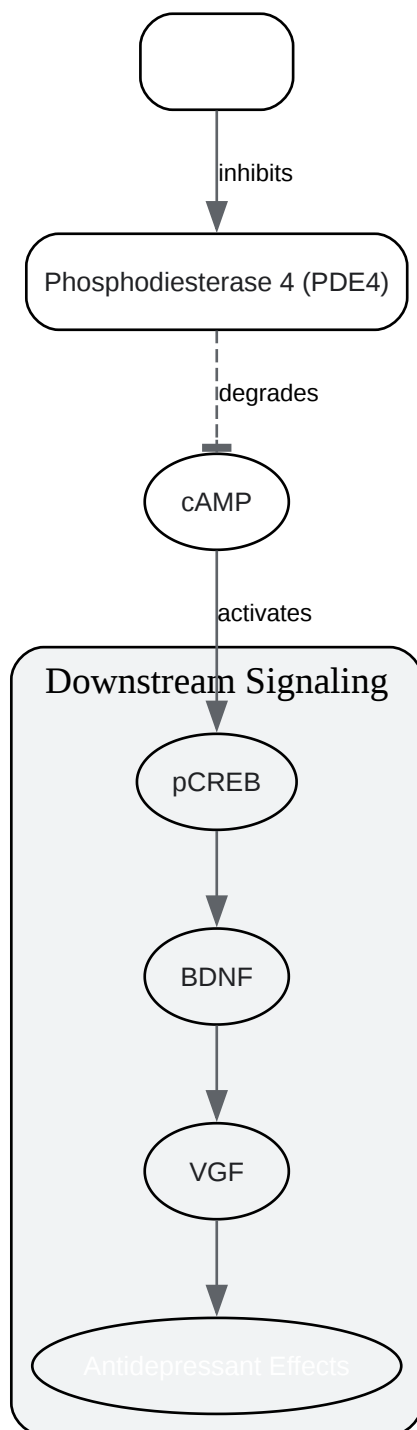 inhibits
Phosphodiesterase 4 (PDE4)
degrades
cAMP
activates
Downstream Signaling
pCREB
BDNF
VGF
Antidepressant Effects